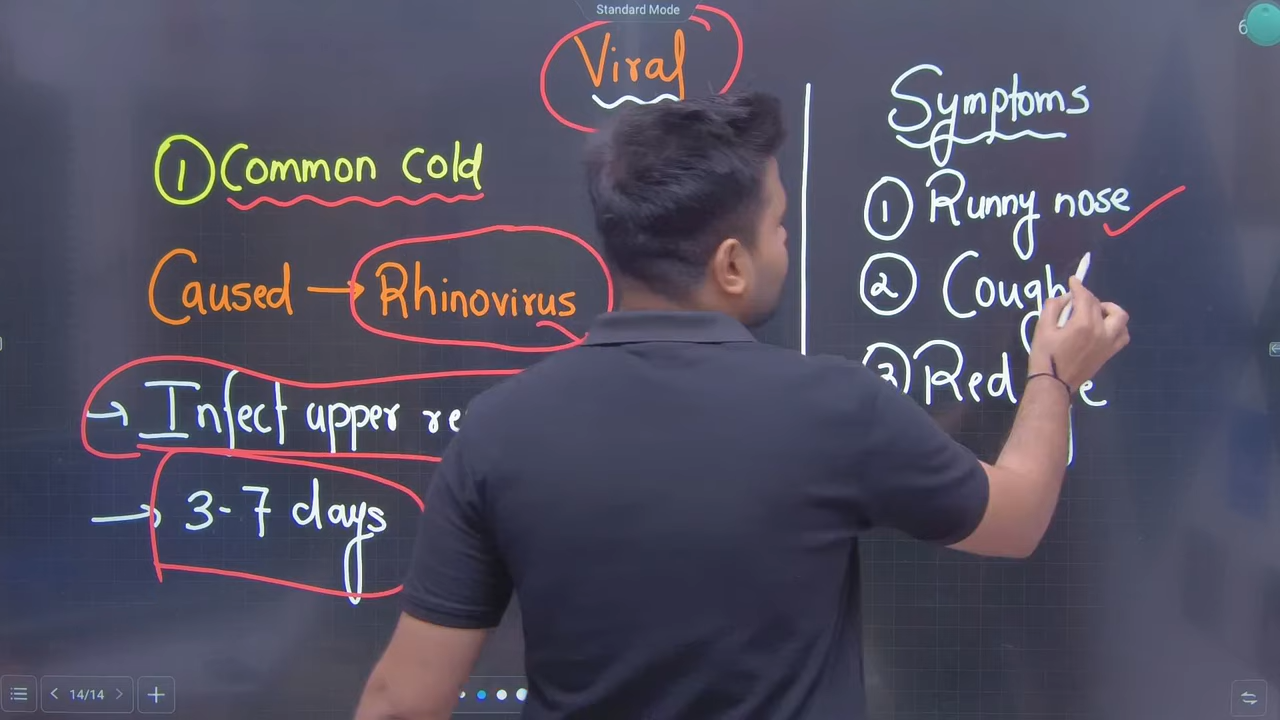 Standard Mode
6
Viral
① Common cold
Caused → Rhinovirus
→ Infect upper
→ 3-7 days
Symptoms
① Runny nose
② Cough
③ Red
14/14